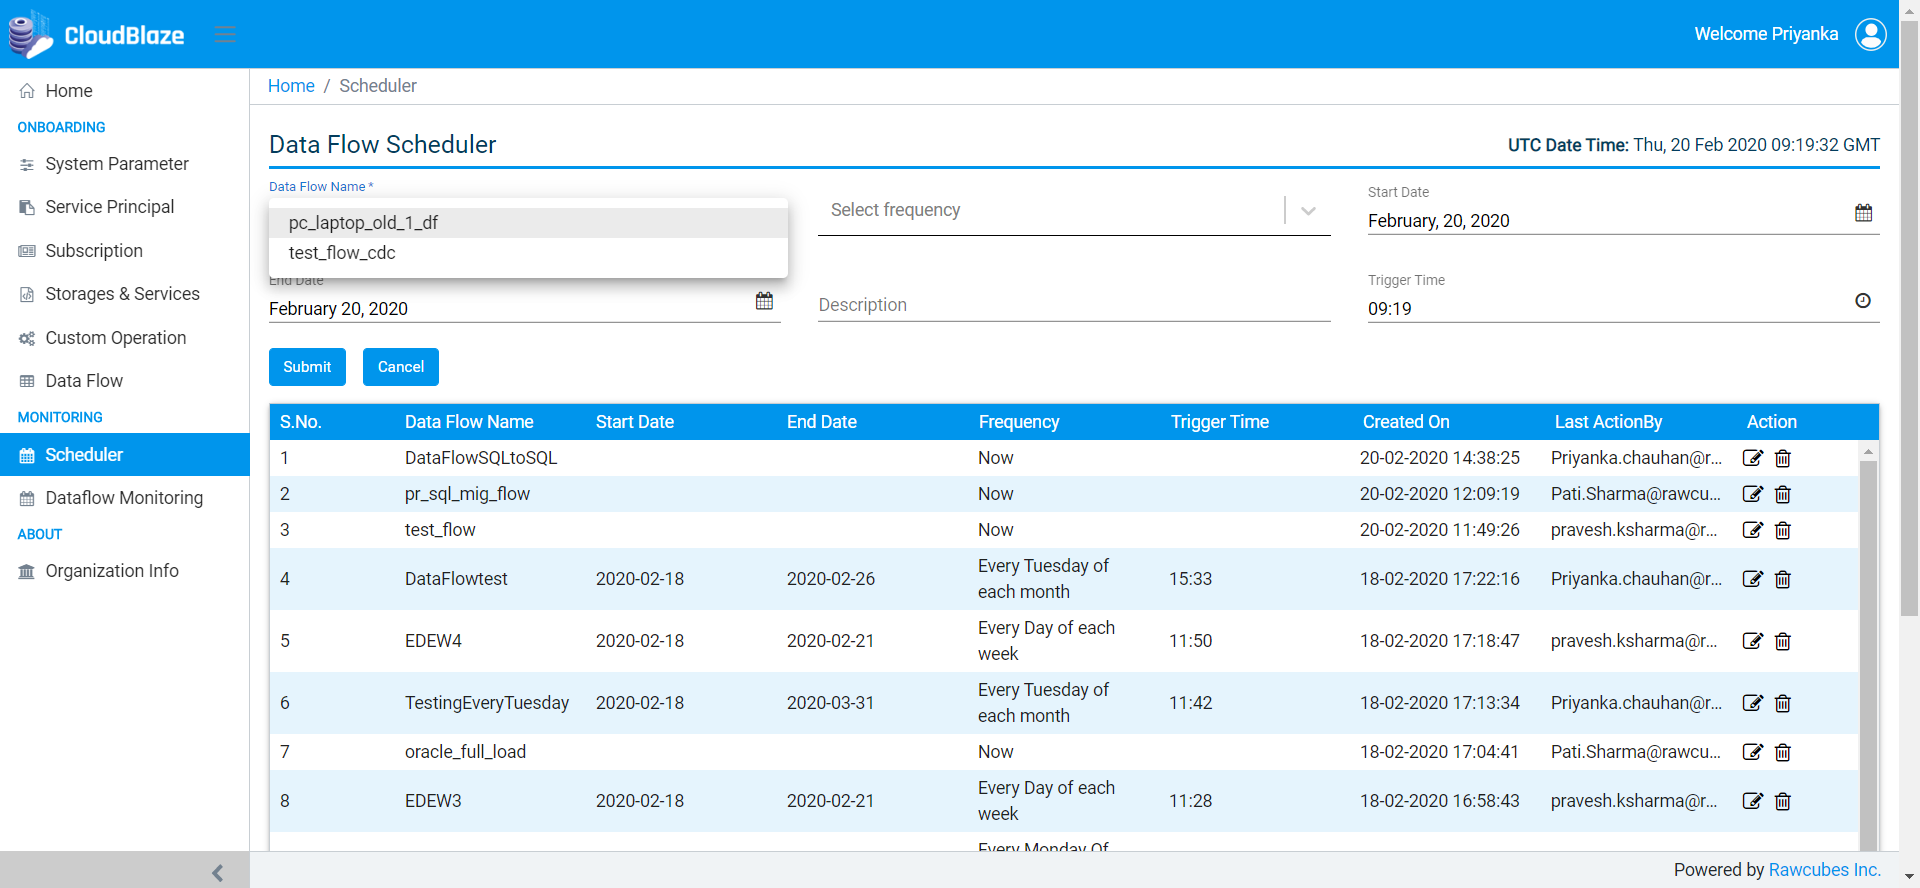 CloudBlaze
Welcome Priyanka
Home
ONBOARDING
System Parameter
Service Principal
Subscription
Storages & Services
Custom Operation
Data Flow
MONITORING
Scheduler
Dataflow Monitoring
ABOUT
Organization Info
Home / Scheduler
Data Flow Scheduler
UTC Date Time: Thu, 20 Feb 2020 09:19:32 GMT
Data Flow Name *
pc_laptop_old_1_df
test_flow_cdc
Select frequency
Start Date
February, 20, 2020
End Date
February 20, 2020
Description
Trigger Time
09:19
Submit Cancel
S.No. Data Flow Name Start Date End Date Frequency Trigger Time Created On Last ActionBy Action
1 DataFlowSQLtoSQL Now 20-02-2020 14:38:25 Priyanka.chauhan@r...
2 pr_sql_mig_flow Now 20-02-2020 12:09:19 Pati.Sharma@rawcu...
3 test_flow Now 20-02-2020 11:49:26 pravesh.ksharma@r...
4 DataFlowtest 2020-02-18 2020-02-26 Every Tuesday of
each month 15:33 18-02-2020 17:22:16 Priyanka.chauhan@r...
5 EDEW4 2020-02-18 2020-02-21 Every Day of each
week 11:50 18-02-2020 17:18:47 pravesh.ksharma@r...
6 TestingEveryTuesday 2020-02-18 2020-03-31 Every Tuesday of
each month 11:42 18-02-2020 17:13:34 Priyanka.chauhan@r...
7 oracle_full_load Now 18-02-2020 17:04:41 Pati.Sharma@rawcu...
8 EDEW3 2020-02-18 2020-02-21 Every Day of each
week 11:28 18-02-2020 16:58:43 pravesh.ksharma@r...
Every Monday Of
Powered by Rawcubes Inc.